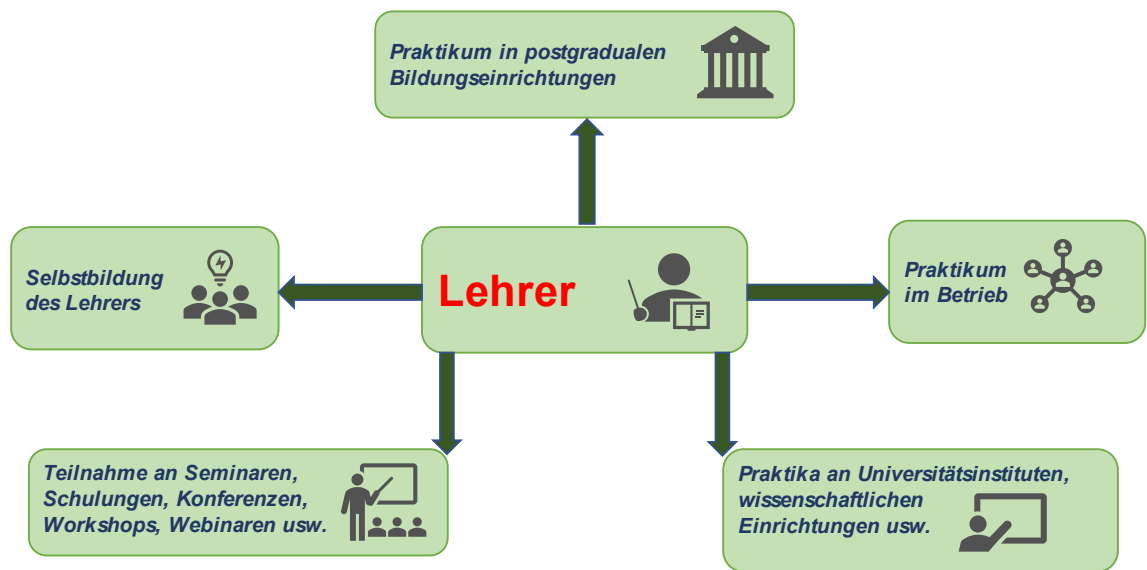 Praktikum in postgradualen
Bildungseinrichtungen
Selbstbildung
des Lehrers
Lehrer
Praktikum
im Betrieb
Teilnahme an Seminaren,
Schulungen, Konferenzen,
Workshops, Webinaren usw.
Praktika an Universitätsinstituten,
wissenschaftlichen
Einrichtungen usw.